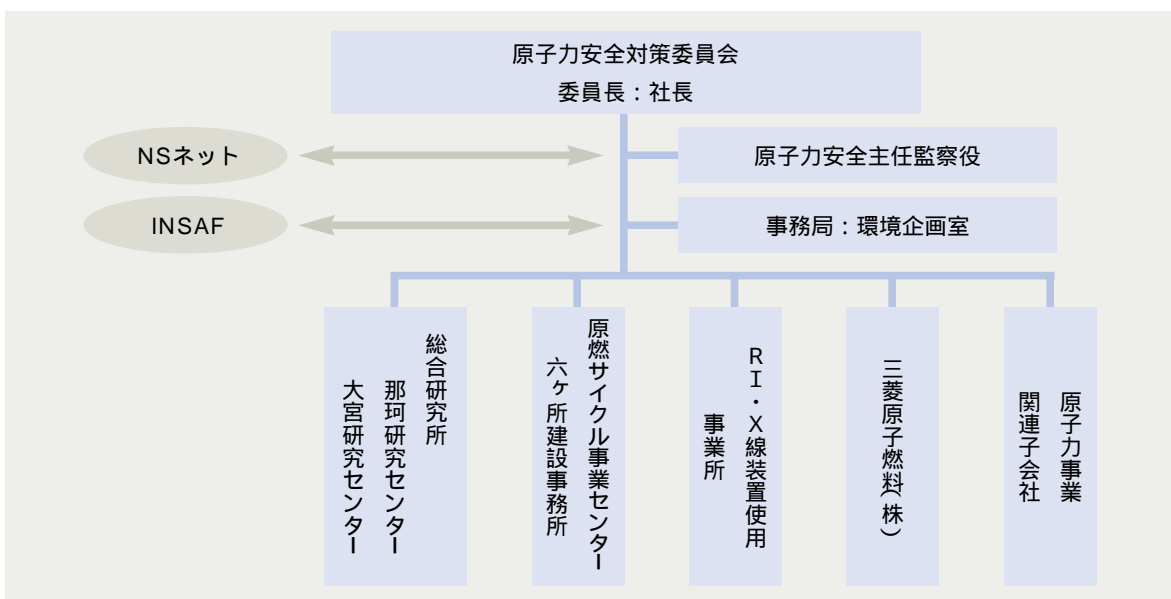 原子力安全対策委員会
委員長：社長
NSネット
原子力安全主任監察役
INSAF
事務局：環境企画室
総合研究所
那珂研究センター
大宮研究センター
原燃サイクル事業センター
六ヶ所建設事務所
RI・X線装置使用
事業所
三菱原子燃料(株)
原子力事業
関連子会社